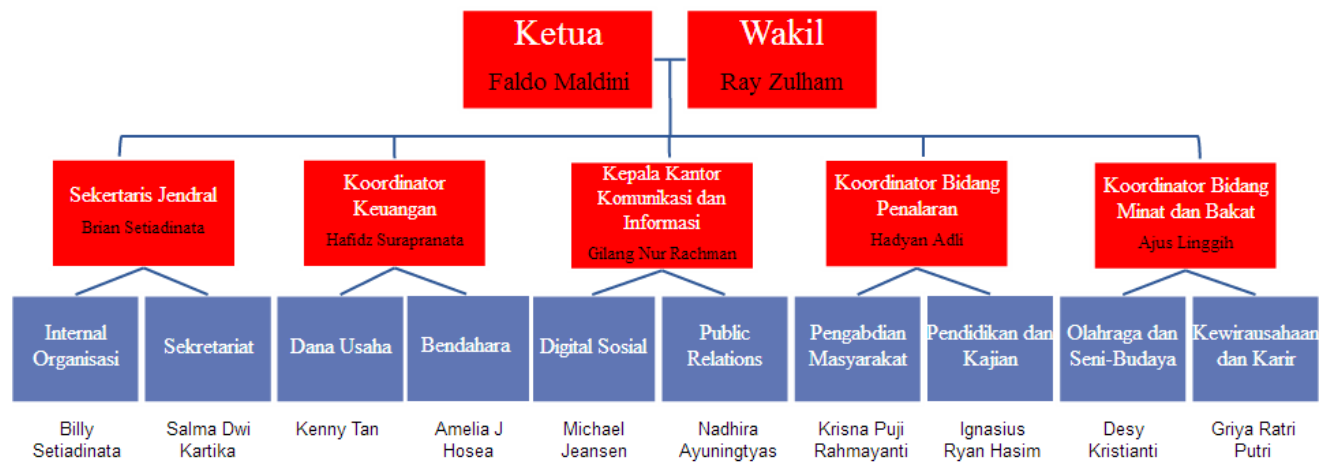 Ketua
Faldo Maldini
Wakil
Ray Zulham
Sekertaris Jendral
Brian Setiadinata
Koordinator
Keuangan
Hafidz Surapranata
Kepala Kantor
Komunikasi dan
Informasi
Gilang Nur Rachman
Koordinator Bidang
Penalaran
Hadyan Adli
Koordinator Bidang
Minat dan Bakat
Ajus Linggih
Internal
Organisasi
Sekretariat
Dana Usaha
Bendahara
Digital Sosial
Public
Relations
Pengabdian
Masyarakat
Pendidikan dan
Kajian
Olahraga dan
Seni-Budaya
Kewirausahaan
dan Karir
Billy
Setiadinata
Salma Dwi
Kartika
Kenny Tan
Amelia J
Hosea
Michael
Jeansen
Nadhira
Ayuningtyas
Krisna Puji
Rahmayanti
Ignasius
Ryan Hasim
Desy
Kristianti
Griya Ratri
Putri